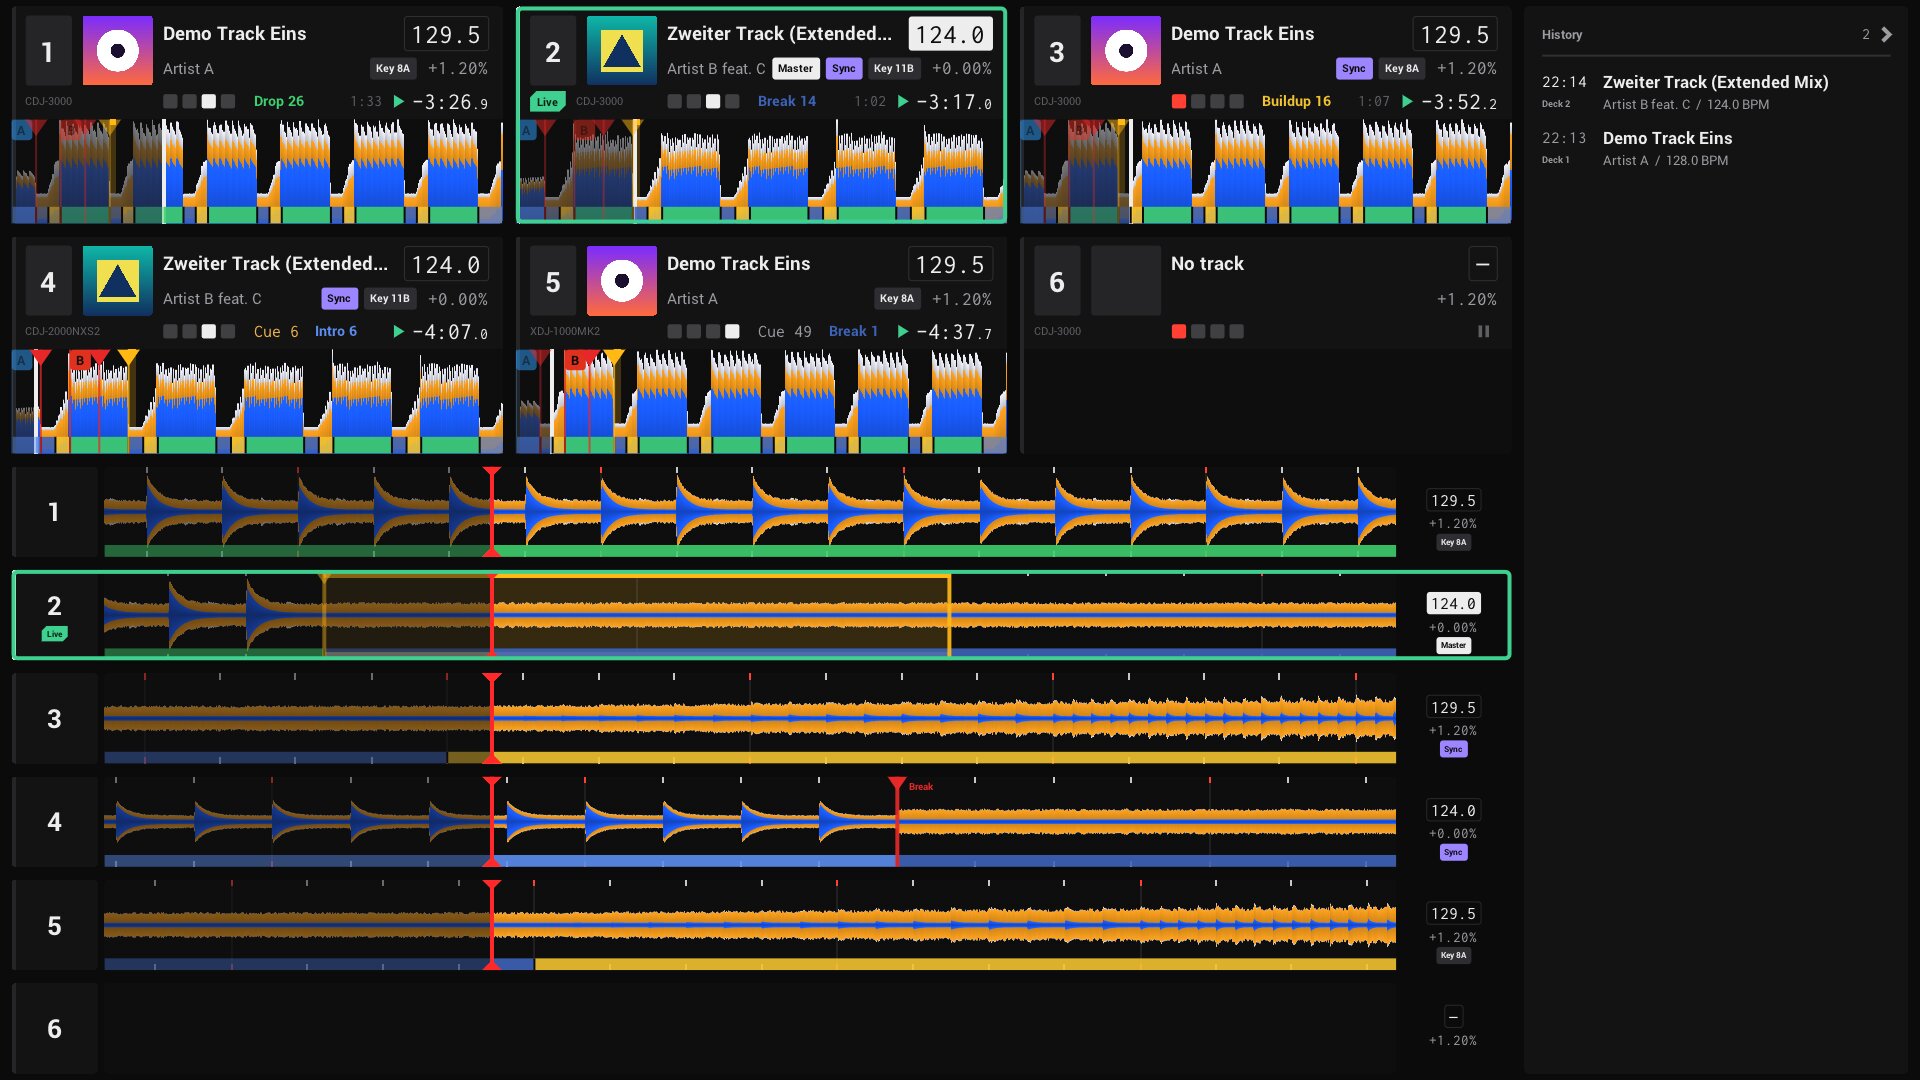 1
Demo Track Eins
129.5
Artist A
Key 8A
+1.20%
CDJ-3000
Drop 26
1:33
-3:26.9
A
B
2
Zweiter Track (Extended...
124.0
Artist B feat. C
Master
Sync
Key 11B
+0.00%
Live
CDJ-3000
Break 14
1:02
-3:17.0
A
B
3
Demo Track Eins
129.5
Artist A
Sync
Key 8A
+1.20%
CDJ-3000
Buildup 16
1:07
-3:52.2
A
B
4
Zweiter Track (Extended...
124.0
Artist B feat. C
Sync
Key 11B
+0.00%
CDJ-2000NXS2
Cue 6
Intro 6
-4:07.0
A
B
5
Demo Track Eins
129.5
Artist A
Key 8A
+1.20%
XDJ-1000MK2
Cue 49
Break 1
-4:37.7
A
B
6
No track
–
+1.20%
CDJ-3000
1
129.5
+1.20%
Key 8A
2
Live
124.0
+0.00%
Master
3
129.5
+1.20%
Sync
4
Break
124.0
+0.00%
Sync
5
129.5
+1.20%
Key 8A
6
–
+1.20%
History
2
22:14 Zweiter Track (Extended Mix)
Deck 2 Artist B feat. C / 124.0 BPM
22:13 Demo Track Eins
Deck 1 Artist A / 128.0 BPM